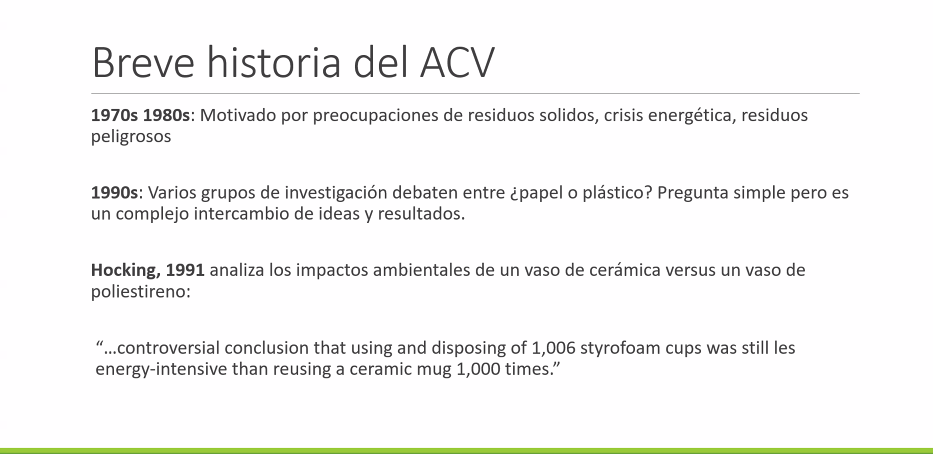 Breve historia del ACV
1970s 1980s: Motivado por preocupaciones de residuos solidos, crisis energética, residuos
peligrosos
1990s: Varios grupos de investigación debaten entre ¿papel o plástico? Pregunta simple pero es
un complejo intercambio de ideas y resultados.
Hocking, 1991 analiza los impactos ambientales de un vaso de cerámica versus un vaso de
poliestireno:
“…controversial conclusion that using and disposing of 1,006 styrofoam cups was still les
energy-intensive than reusing a ceramic mug 1,000 times.”